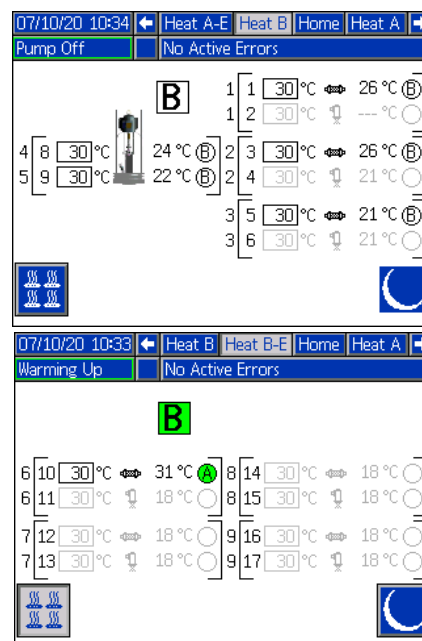 07/10/20 10:34 Heat A-E Heat B Home Heat A
Pump Off No Active Errors
B
1 1 30 °C 26 °C B
1 2 30 °C --- °C
4 8 30 °C 24 °C B 2 3 30 °C 26 °C B
5 9 30 °C 22 °C B 2 4 30 °C 21 °C
3 5 30 °C 21 °C B
3 6 30 °C 21 °C
07/10/20 10:33 Heat B Heat B-E Home Heat A
Warming Up No Active Errors
B
6 10 30 °C 31 °C A 8 14 30 °C 18 °C
6 11 30 °C 18 °C 8 15 30 °C 18 °C
7 12 30 °C 18 °C 9 16 30 °C 18 °C
7 13 30 °C 18 °C 9 17 30 °C 18 °C